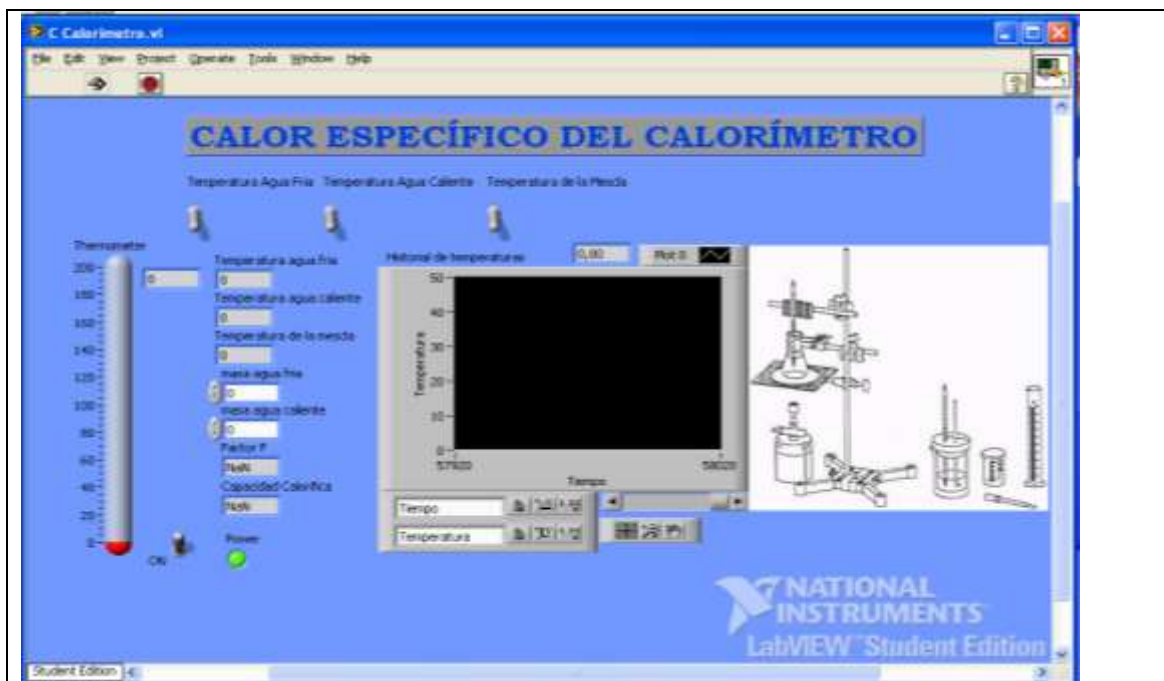 C Calorimetro.vi
File Edit View Project Operate Tools Window Help
CALOR ESPECÍFICO DEL CALORÍMETRO
Temperatura Agua Fria Temperatura Agua Caliente Temperatura de la Mescla
Thermometer
200
180
160
140
120
100
80
60
40
20
0
0
ON
Temperatura agua fria
0
Temperatura agua caliente
0
Temperatura de la mescla
0
masa agua fria
0
masa agua caliente
0
Factor F
NaN
Capacidad Calorifica
NaN
Power
Historial de temperaturas 0,00 Plot 0
50
40
30
20
10
0
Temperatura
57920 58020
Tiempo
Tiempo
Temperatura
NATIONAL
INSTRUMENTS
LabVIEW™ Student Edition
Student Edition